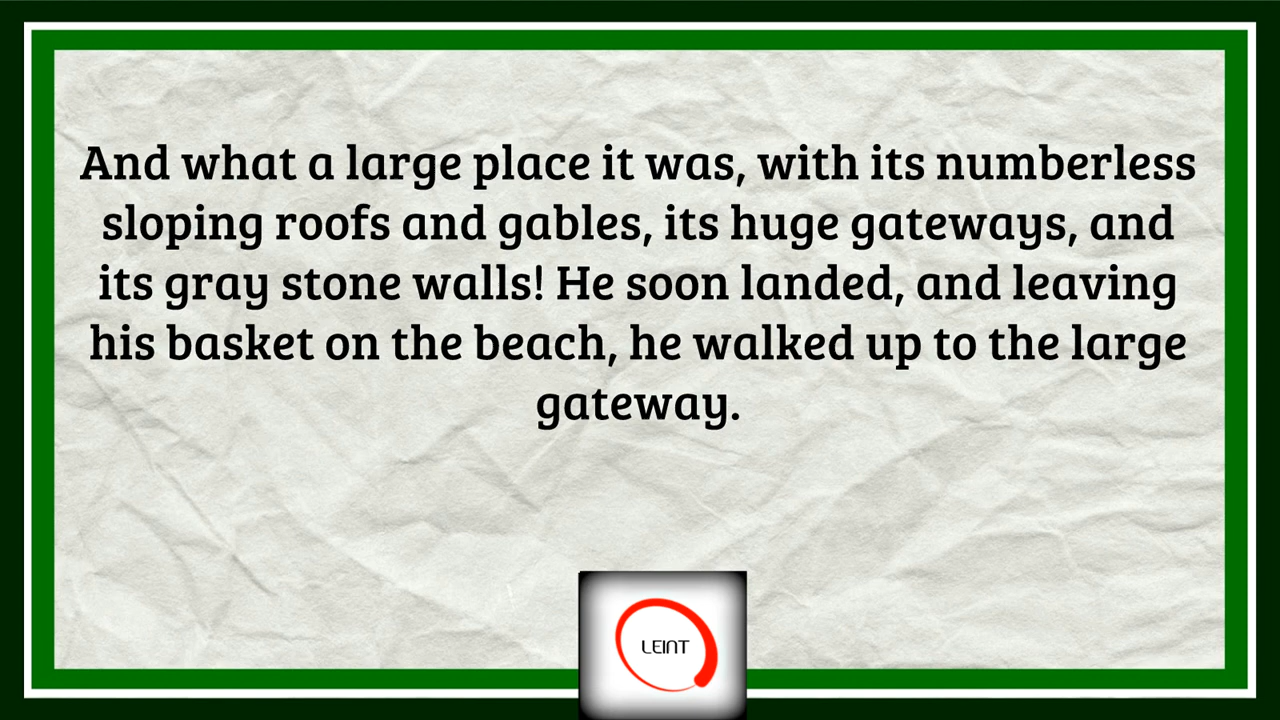 And what a large place it was, with its numberless
sloping roofs and gables, its huge gateways, and
its gray stone walls! He soon landed, and leaving
his basket on the beach, he walked up to the large
gateway.
LEINT